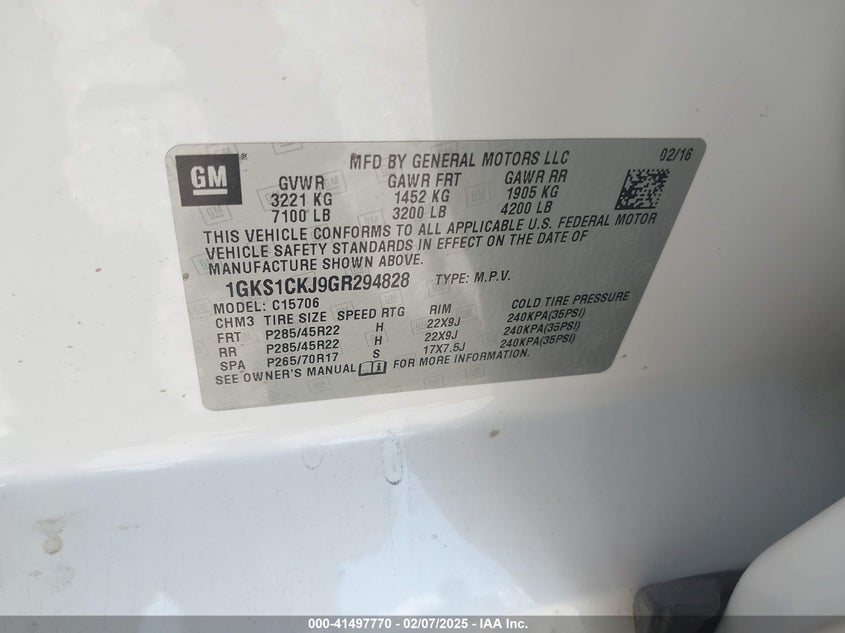 GM
MFD BY GENERAL MOTORS LLC 02/16
GVWR GAWR FRT GAWR RR
3221 KG 1452 KG 1905 KG
7100 LB 3200 LB 4200 LB
THIS VEHICLE CONFORMS TO ALL APPLICABLE U.S. FEDERAL MOTOR
VEHICLE SAFETY STANDARDS IN EFFECT ON THE DATE OF
MANUFACTURE SHOWN ABOVE.
1GKS1CKJ9GR294828 TYPE: M.P.V.
MODEL: C15706
CHM3 TIRE SIZE SPEED RTG RIM COLD TIRE PRESSURE
FRT P285/45R22 H 22X9J 240KPA(35PSI)
RR P285/45R22 H 22X9J 240KPA(35PSI)
SPA P265/70R17 S 17X7.5J 240KPA(35PSI)
SEE OWNER'S MANUAL FOR MORE INFORMATION.
000-41497770 — 02/07/2025 — IAA Inc.